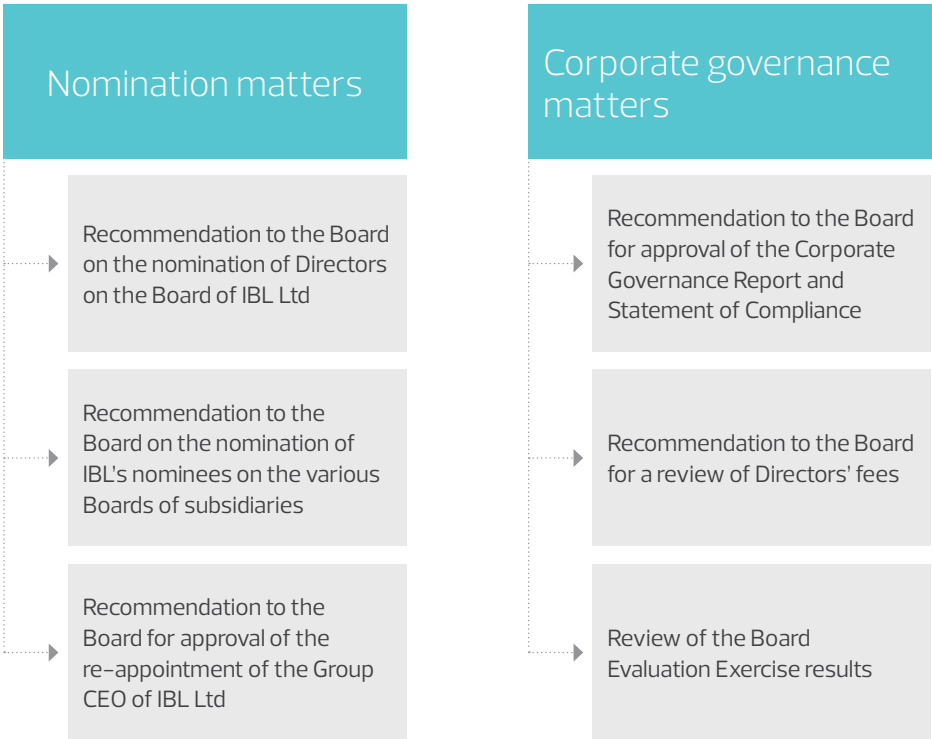 Nomination matters
Recommendation to the Board
on the nomination of Directors
on the Board of IBL Ltd
Recommendation to the
Board on the nomination of
IBL's nominees on the various
Boards of subsidiaries
Recommendation to the
Board for approval of the
re-appointment of the Group
CEO of IBL Ltd
Corporate governance
matters
Recommendation to the Board
for approval of the Corporate
Governance Report and
Statement of Compliance
Recommendation to the Board
for a review of Directors' fees
Review of the Board
Evaluation Exercise results